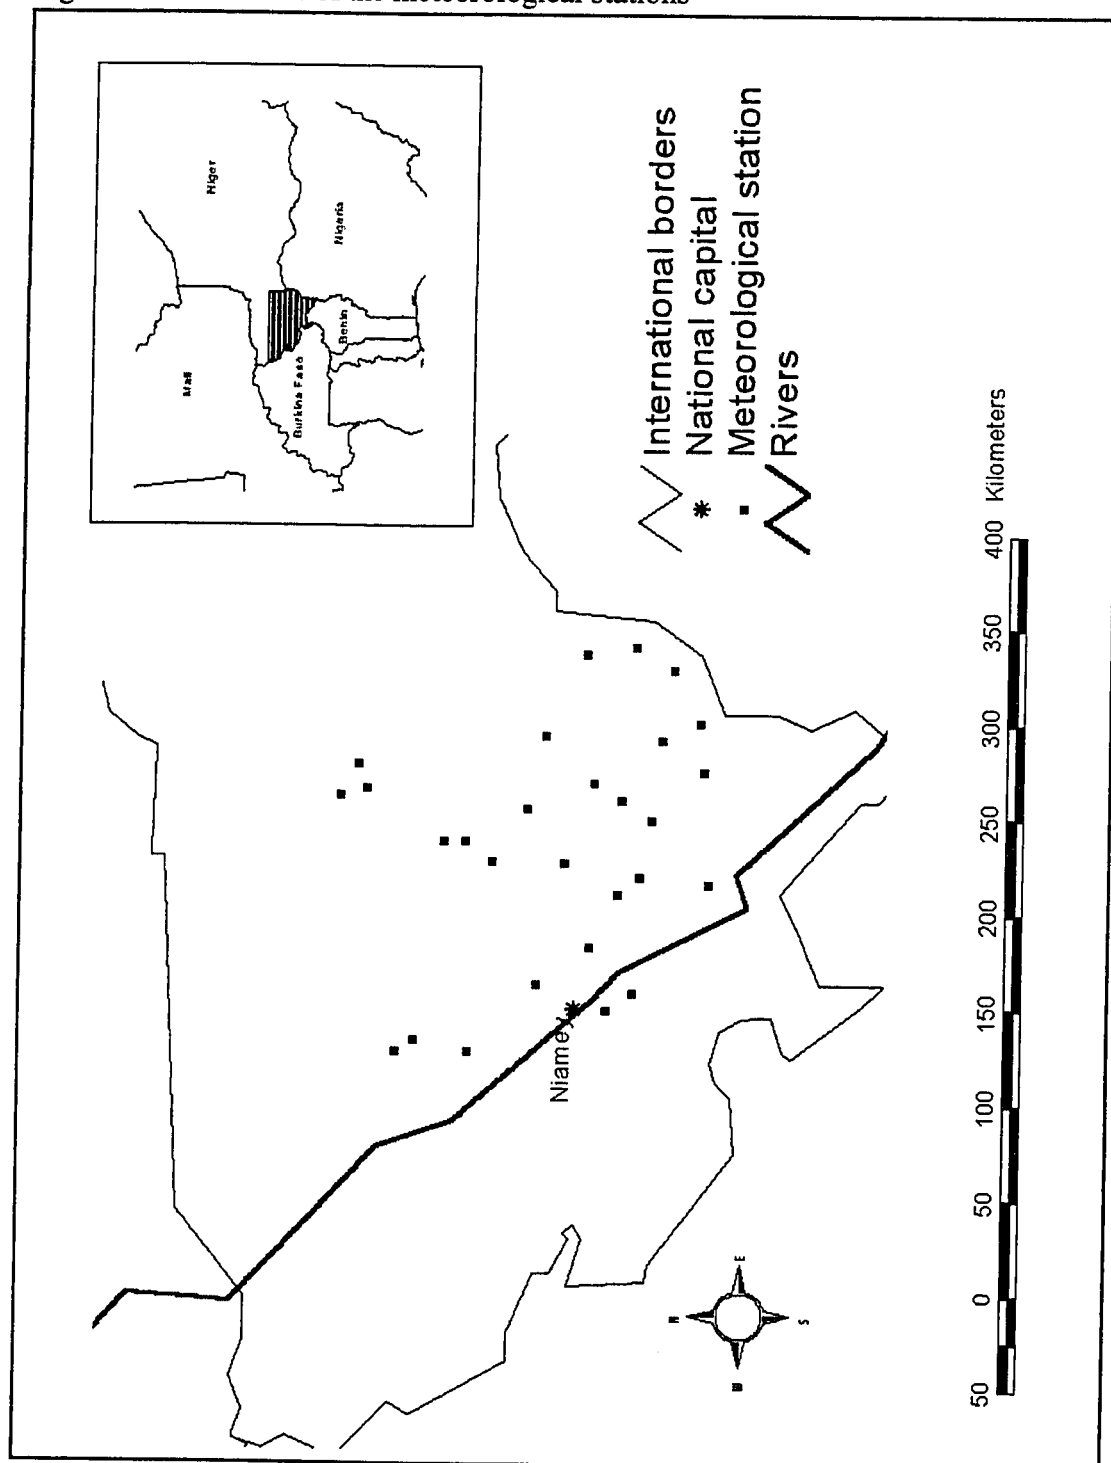 meteorological stations
Mali
Niger
Burkina Faso
Benin
Nigeria
Niamey
International borders
National capital
Meteorological station
Rivers
N
W
E
S
50 0 50 100 150 200 250 300 350 400 Kilometers